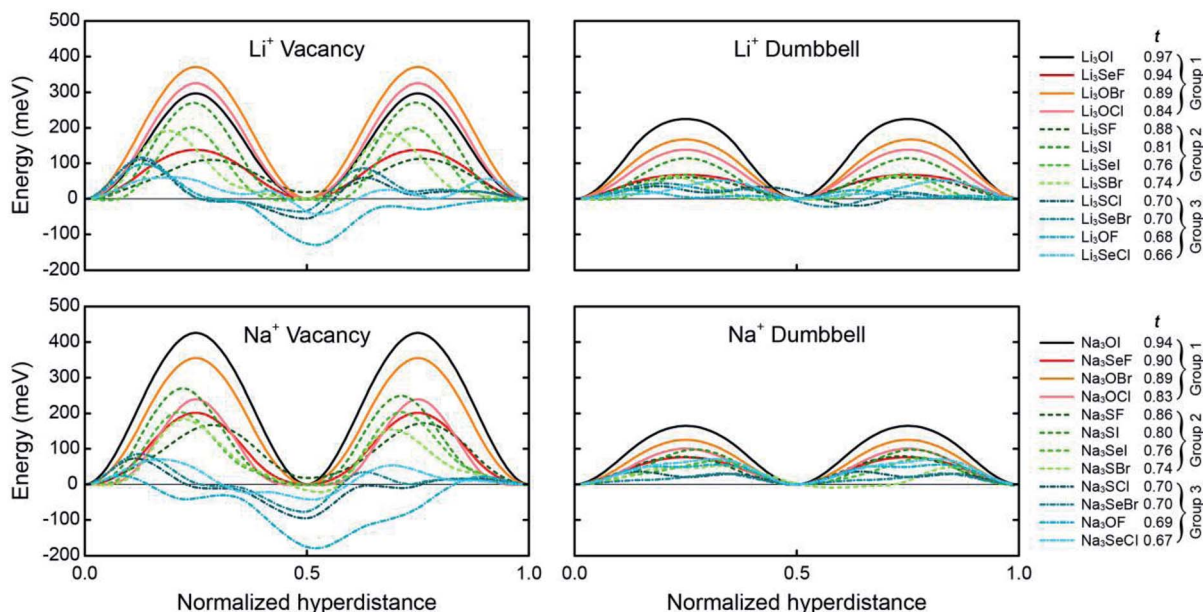 Li⁺ Vacancy
Energy (meV)
500
400
300
200
100
0
-100
-200
Li⁺ Dumbbell
t
Li₃OI 0.97
Li₃SeF 0.94
Li₃OBr 0.89
Li₃OCl 0.84
Group 1
Li₃SF 0.88
Li₃SI 0.81
Li₃SeI 0.76
Li₃SBr 0.74
Group 2
Li₃SCl 0.70
Li₃SeBr 0.70
Li₃OF 0.68
Li₃SeCl 0.66
Group 3
Na⁺ Vacancy
Energy (meV)
500
400
300
200
100
0
-100
-200
0.0 0.5 1.0
Normalized hyperdistance
Na⁺ Dumbbell
0.0 0.5 1.0
Normalized hyperdistance
t
Na₃OI 0.94
Na₃SeF 0.90
Na₃OBr 0.89
Na₃OCl 0.83
Group 1
Na₃SF 0.86
Na₃SI 0.80
Na₃SeI 0.76
Na₃SBr 0.74
Group 2
Na₃SCl 0.70
Na₃SeBr 0.70
Na₃OF 0.69
Na₃SeCl 0.67
Group 3